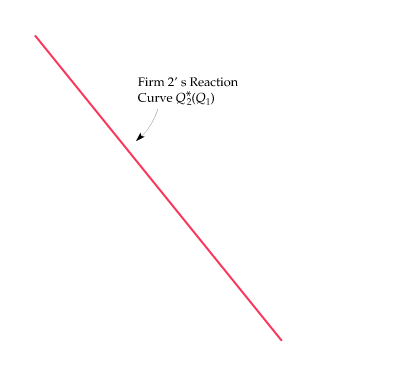 Firm 2' s Reaction
Curve Q₂*(Q₁)